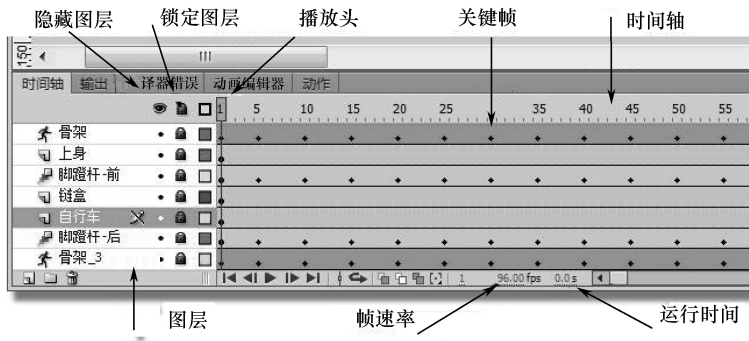 隐藏图层 锁定图层 播放头 关键帧 时间轴
150
时间轴 输出 译器错误 动画编辑器 动作
1 5 10 15 20 25 35 40 45 50 55
骨架
上身
脚蹬杆-前
链盒
自行车
脚蹬杆-后
骨架_3
1 96.00 fps 0.0 s
图层 帧速率 运行时间